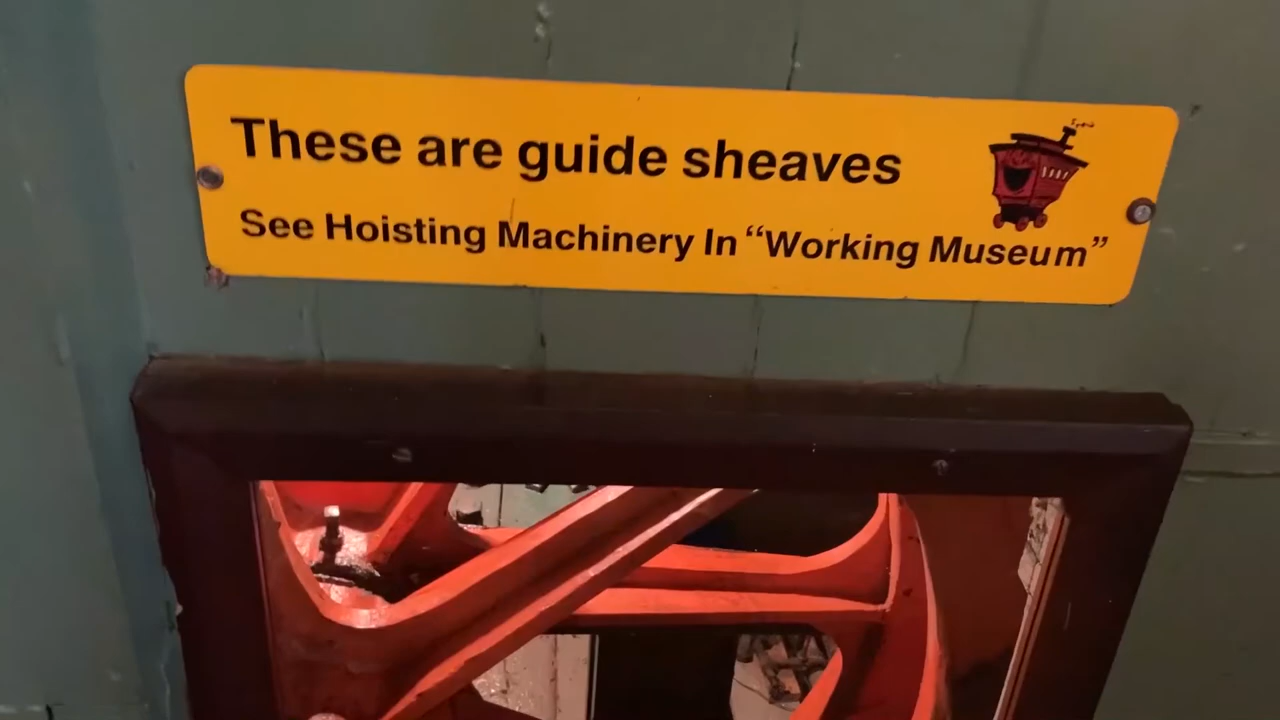 These are guide sheaves
See Hoisting Machinery In “Working Museum”